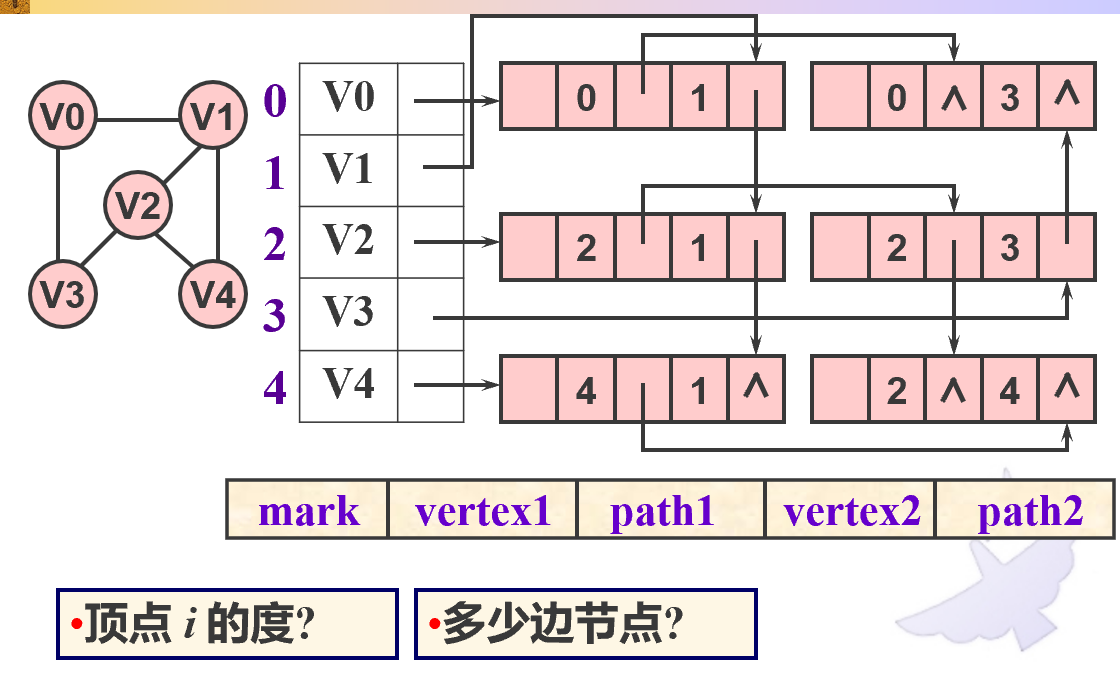 V0 V1
V2
V3 V4
0 V0 0 1 0 ∧ 3 ∧
1 V1
2 V2 2 1 2 3
3 V3
4 V4 4 1 ∧ 2 ∧ 4 ∧
mark vertex1 path1 vertex2 path2
•顶点 i 的度?
•多少边节点?